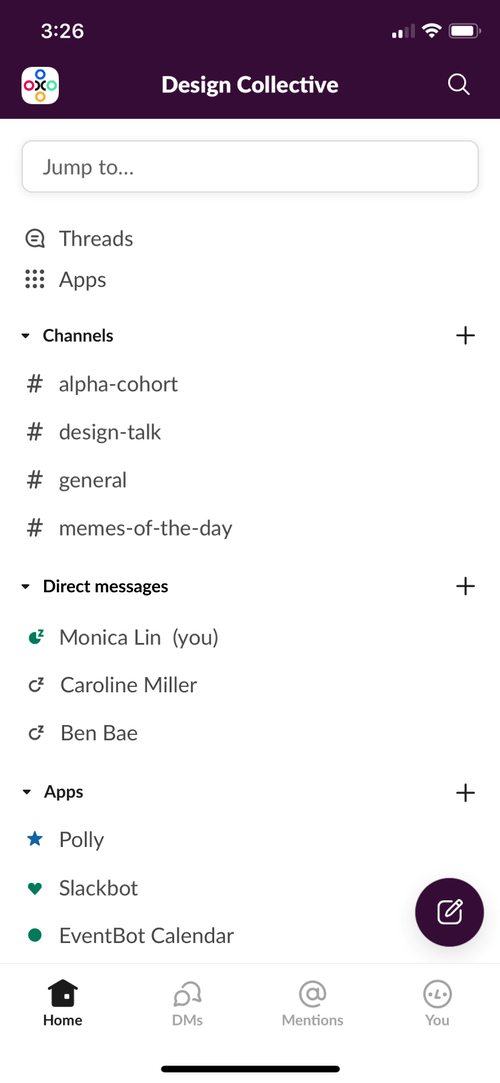 3:26
Design Collective
Jump to...
Threads
Apps
Channels
# alpha-cohort
# design-talk
# general
# memes-of-the-day
Direct messages
Monica Lin (you)
Caroline Miller
Ben Bae
Apps
Polly
Slackbot
EventBot Calendar
Home DMs Mentions You